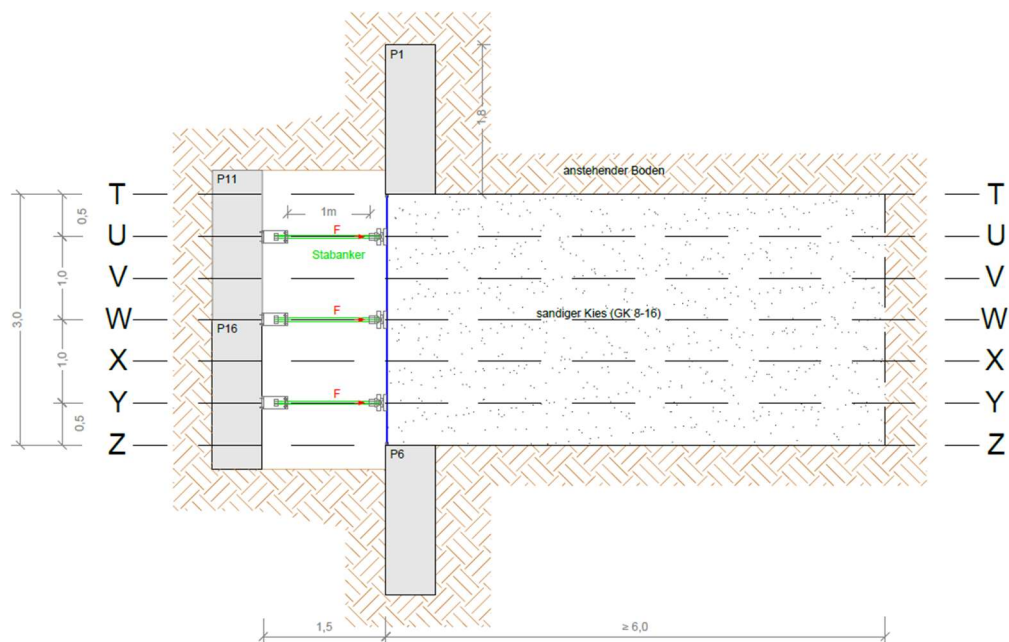 P1
1,8
anstehender Boden
P11
T
T
0,5
1m
F
U
U
Stabanker
1,0
V
V
3,0
F
sandiger Kies (GK 8-16)
W
W
P16
1,0
X
X
F
Y
Y
0,5
Z
P6
Z
1,5
≥ 6,0